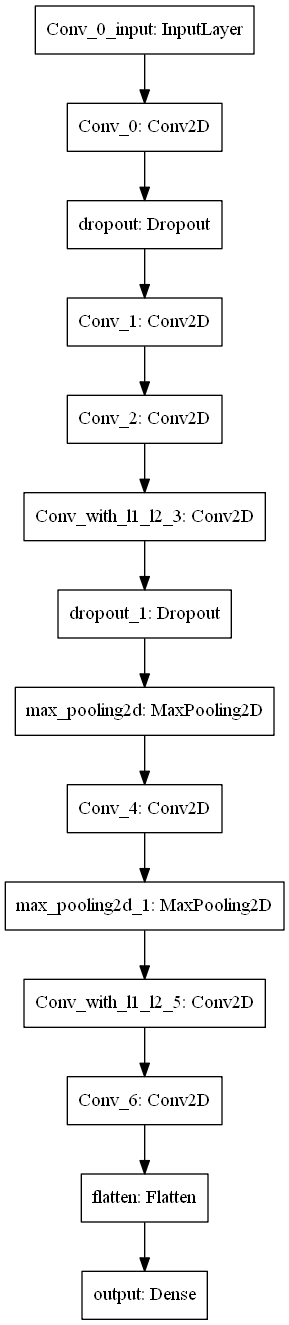 Conv_0_input: InputLayer
Conv_0: Conv2D
dropout: Dropout
Conv_1: Conv2D
Conv_2: Conv2D
Conv_with_l1_l2_3: Conv2D
dropout_1: Dropout
max_pooling2d: MaxPooling2D
Conv_4: Conv2D
max_pooling2d_1: MaxPooling2D
Conv_with_l1_l2_5: Conv2D
Conv_6: Conv2D
flatten: Flatten
output: Dense